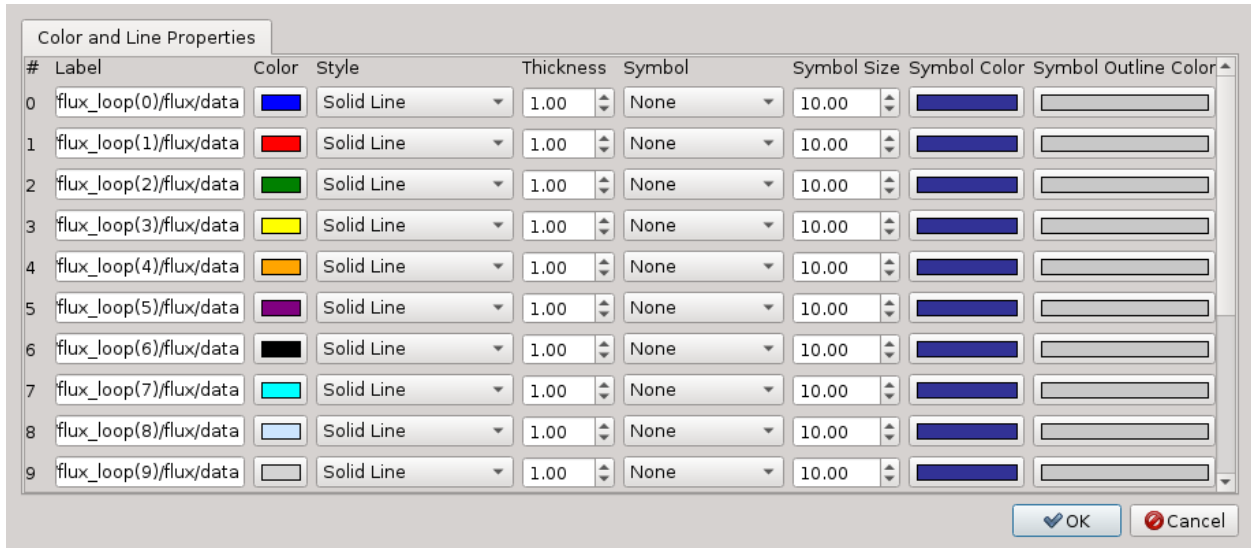 Color and Line Properties
# Label Color Style Thickness Symbol Symbol Size Symbol Color Symbol Outline Color
0 flux_loop(0)/flux/data Solid Line 1.00 None 10.00
1 flux_loop(1)/flux/data Solid Line 1.00 None 10.00
2 flux_loop(2)/flux/data Solid Line 1.00 None 10.00
3 flux_loop(3)/flux/data Solid Line 1.00 None 10.00
4 flux_loop(4)/flux/data Solid Line 1.00 None 10.00
5 flux_loop(5)/flux/data Solid Line 1.00 None 10.00
6 flux_loop(6)/flux/data Solid Line 1.00 None 10.00
7 flux_loop(7)/flux/data Solid Line 1.00 None 10.00
8 flux_loop(8)/flux/data Solid Line 1.00 None 10.00
9 flux_loop(9)/flux/data Solid Line 1.00 None 10.00
OK Cancel